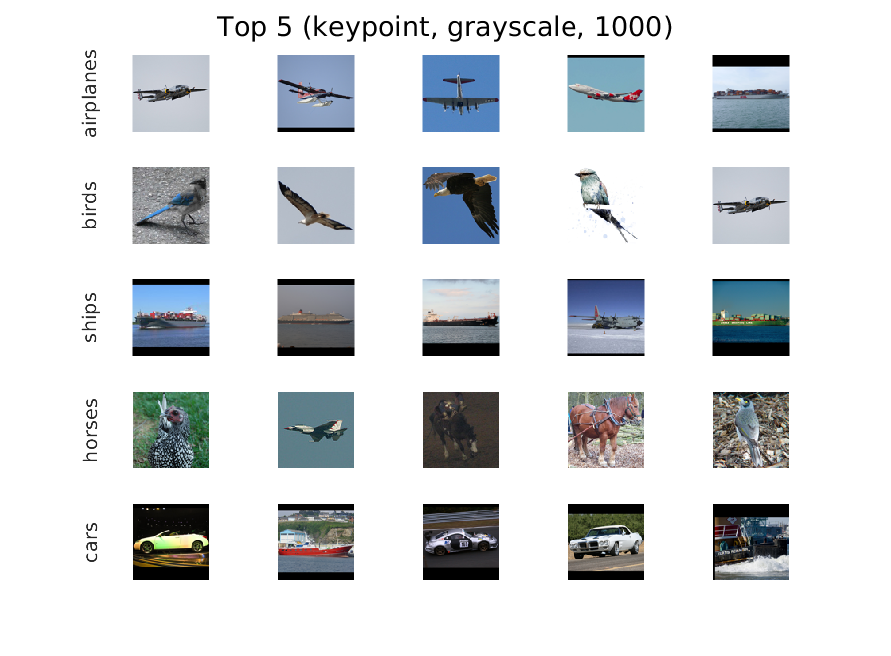 Top 5 (keypoint, grayscale, 1000)
airplanes
birds
ships
horses
cars